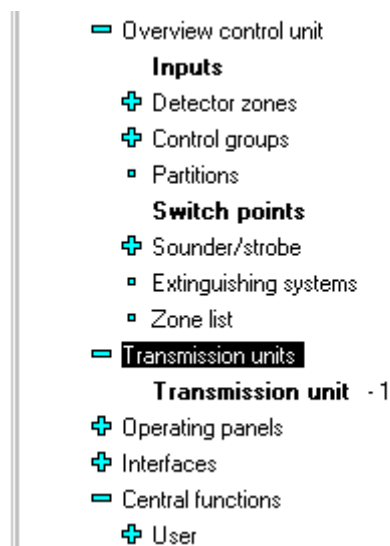 Overview control unit
Inputs
Detector zones
Control groups
Partitions
Switch points
Sounder/strobe
Extinguishing systems
Zone list
Transmission units
Transmission unit - 1
Operating panels
Interfaces
Central functions
User